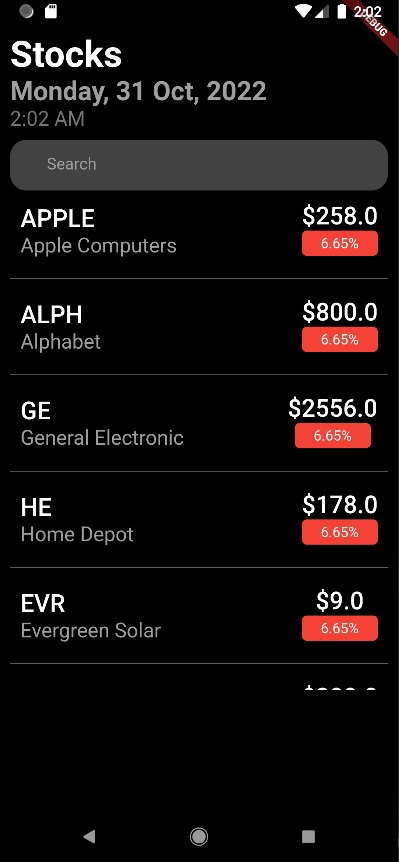 2:02
DEBUG
Stocks
Monday, 31 Oct, 2022
2:02 AM
Search
APPLE $258.0
Apple Computers 6.65%
ALPH $800.0
Alphabet 6.65%
GE $2556.0
General Electronic 6.65%
HE $178.0
Home Depot 6.65%
EVR $9.0
Evergreen Solar 6.65%